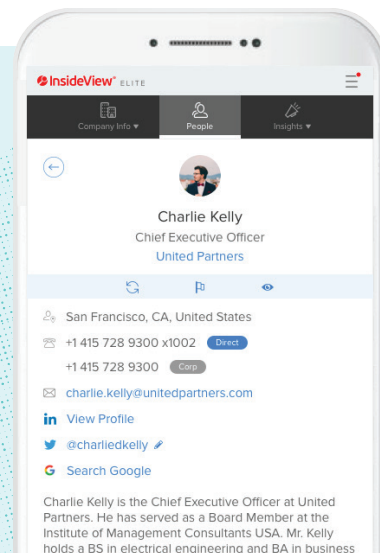 InsideView® ELITE
Company Info ▾ People Insights ▾
Charlie Kelly
Chief Executive Officer
United Partners
San Francisco, CA, United States
+1 415 728 9300 x1002 Direct
+1 415 728 9300 Corp
charlie.kelly@unitedpartners.com
in View Profile
@charliedkelly
G Search Google
Charlie Kelly is the Chief Executive Officer at United
Partners. He has served as a Board Member at the
Institute of Management Consultants USA. Mr. Kelly
holds a BS in electrical engineering and BA in business